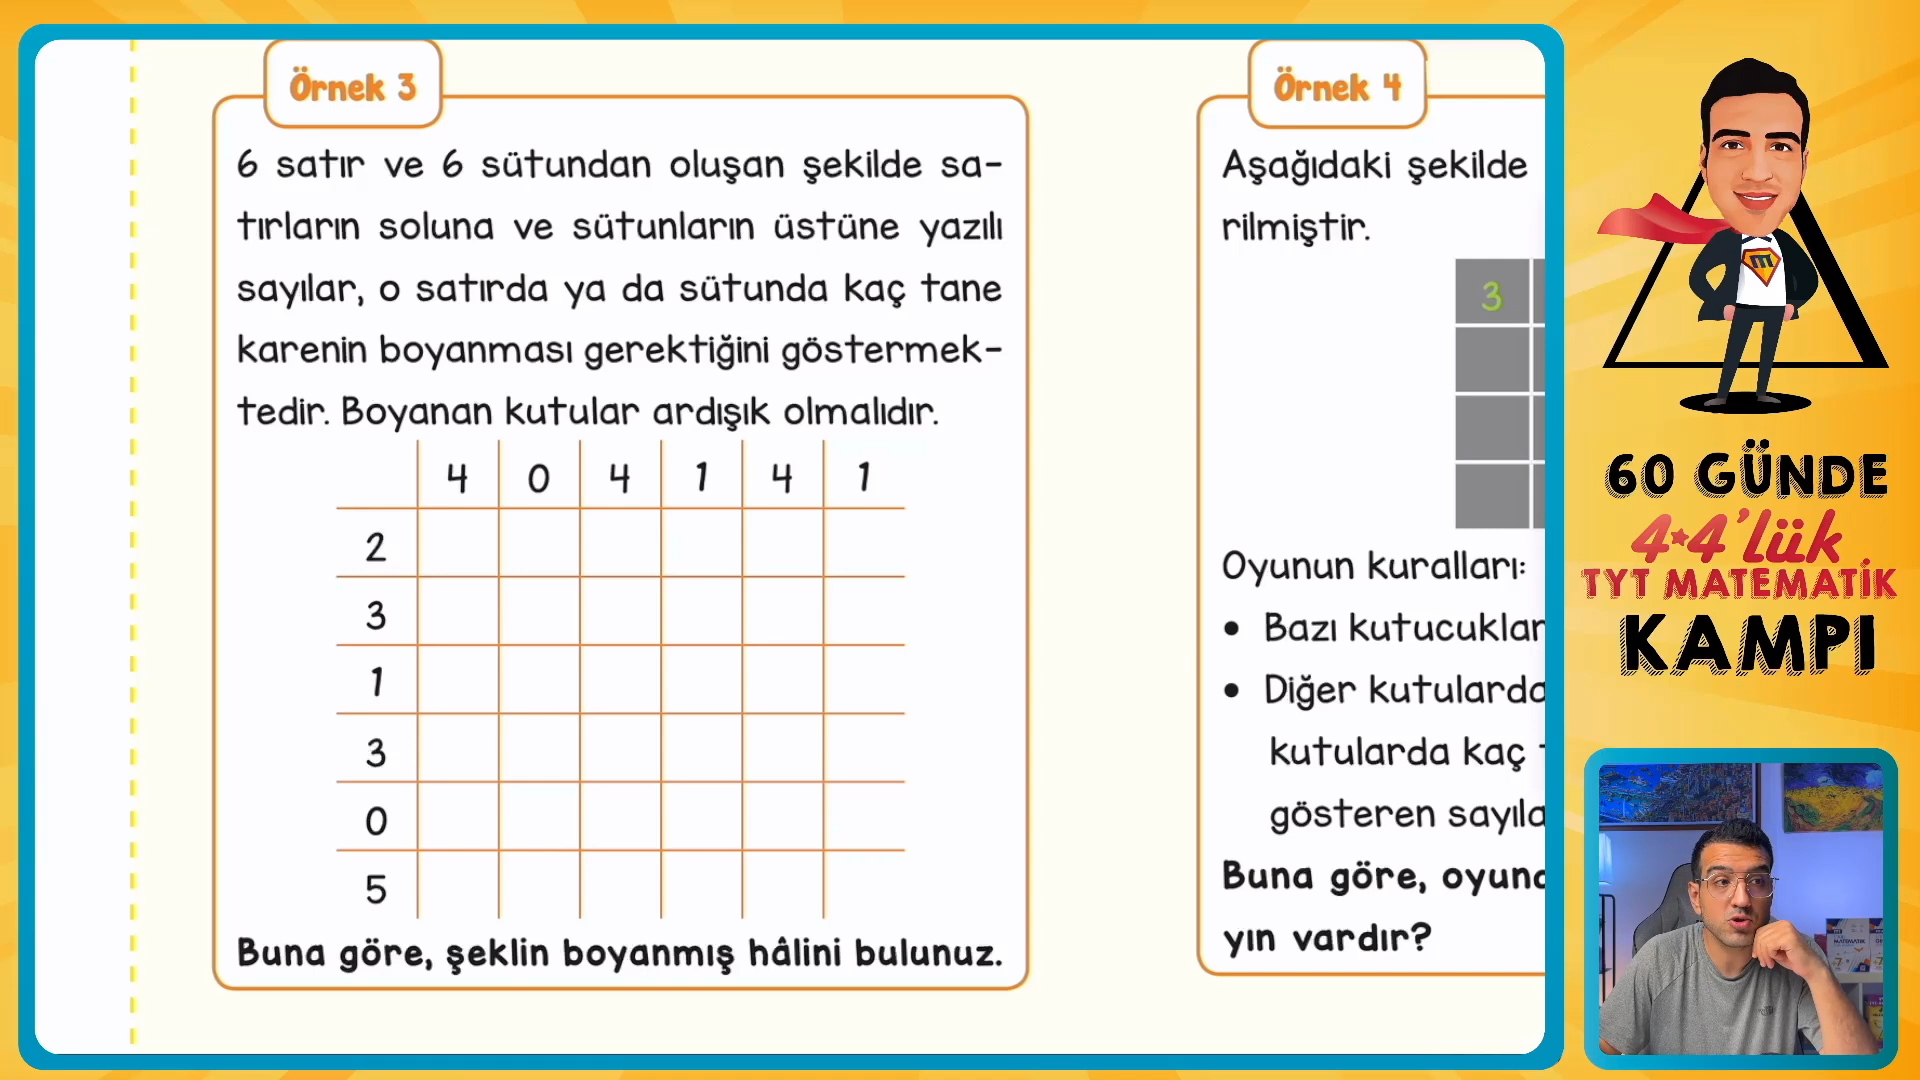 Örnek 3
6 satır ve 6 sütundan oluşan şekilde sa-
tırların soluna ve sütunların üstüne yazılı
sayılar, o satırda ya da sütunda kaç tane
karenin boyanması gerektiğini göstermek-
tedir. Boyanan kutular ardışık olmalıdır.
4 0 4 1 4 1
2
3
1
3
0
5
Buna göre, şeklin boyanmış hâlini bulunuz.
Örnek 4
Aşağıdaki şekilde
rilmiştir.
3
Oyunun kuralları:
• Bazı kutucuklar
• Diğer kutularda
kutularda kaç
gösteren sayıla
Buna göre, oyund
yın vardır?
m
60 GÜNDE
4*4'lük
TYT MATEMATİK
KAMPI
MATEMATİK